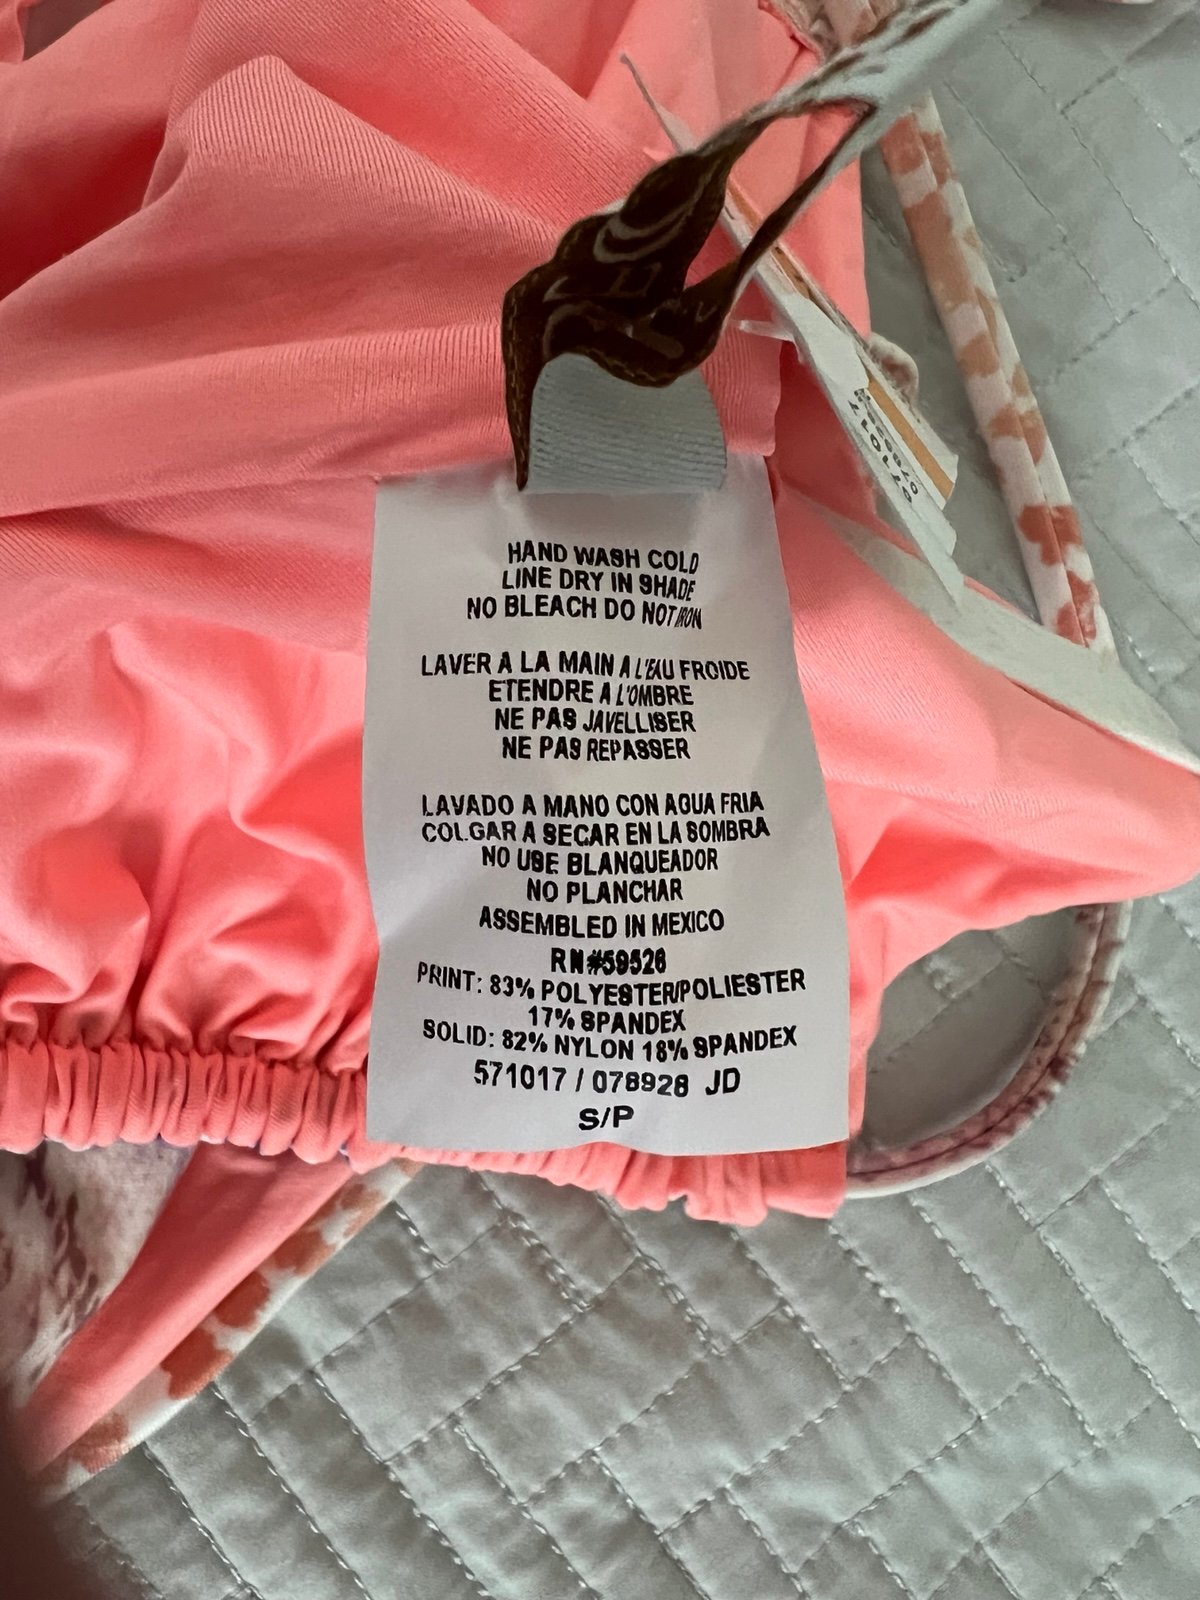 HAND WASH COLD
LINE DRY IN SHADE
NO BLEACH DO NOT IRON
LAVER A LA MAIN A L'EAU FROIDE
ETENDRE A L'OMBRE
NE PAS JAVELLISER
NE PAS REPASSER
LAVADO A MANO CON AGUA FRIA
COLGAR A SECAR EN LA SOMBRA
NO USE BLANQUEADOR
NO PLANCHAR
ASSEMBLED IN MEXICO
RN#59526
PRINT: 83% POLYESTER/POLIESTER
17% SPANDEX
SOLID: 82% NYLON 18% SPANDEX
571017 / 078928 JD
S/P